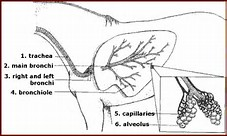 1. trachea
2. main bronchi
3. right and left
bronchi
4. bronchiole
5. capillaries
6. alveolus